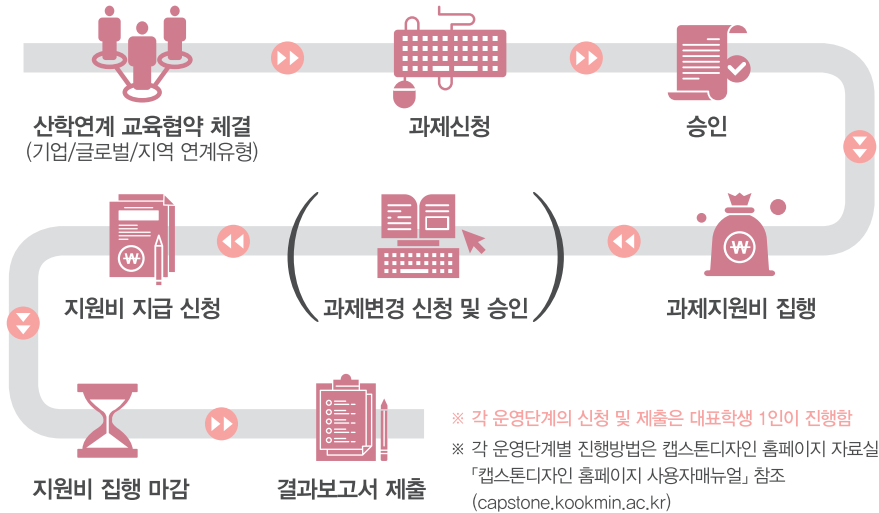 산학연계 교육협약 체결
(기업/글로벌/지역 연계유형)
과제신청
승인
과제지원비 집행
(과제변경 신청 및 승인)
지원비 지급 신청
지원비 집행 마감
결과보고서 제출
※ 각 운영단계의 신청 및 제출은 대표학생 1인이 진행함
※ 각 운영단계별 진행방법은 캡스톤디자인 홈페이지 자료실
「캡스톤디자인 홈페이지 사용자매뉴얼」 참조
(capstone.kookmin.ac.kr)